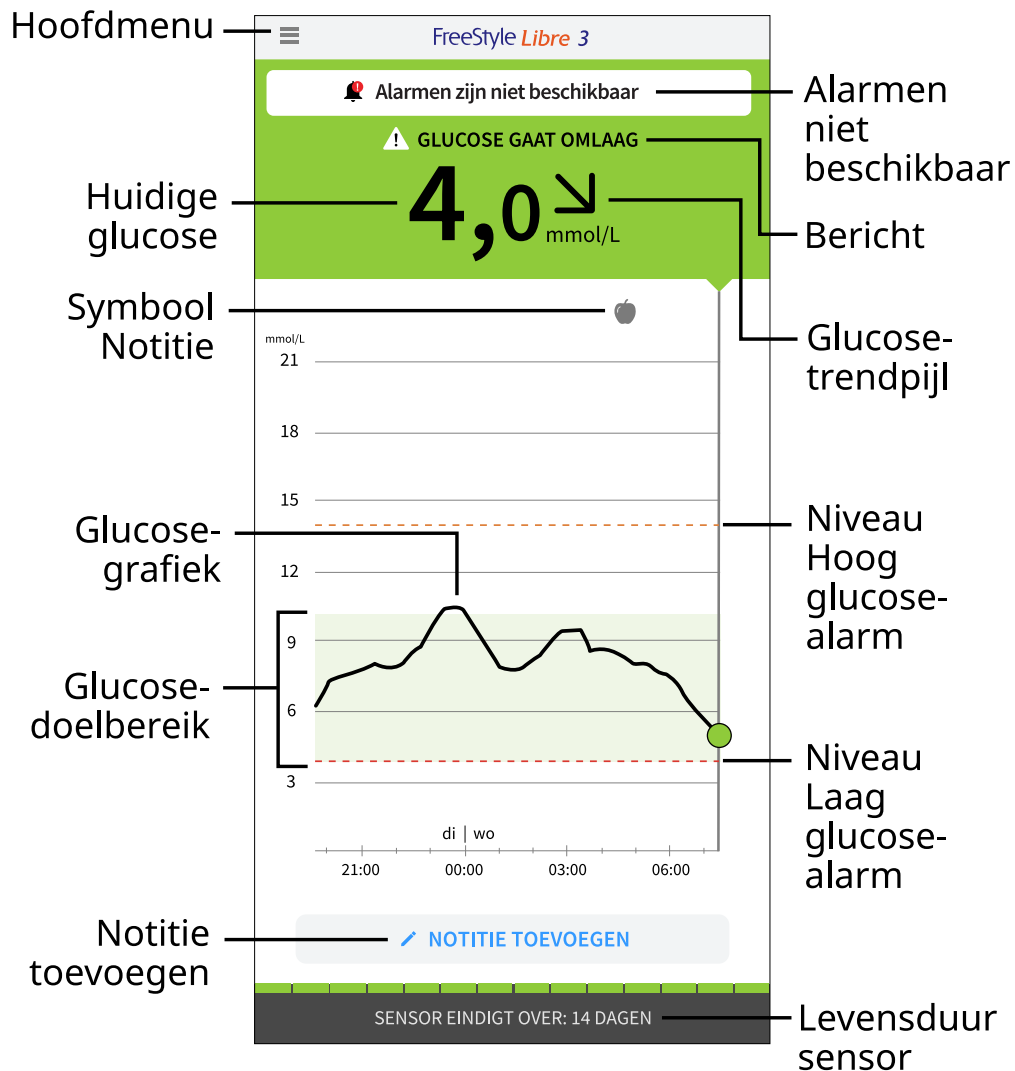 Hoofdmenu
FreeStyle Libre 3
Alarmen zijn niet beschikbaar
Alarmen
niet
beschikbaar
GLUCOSE GAAT OMLAAG
Bericht
Huidige
glucose
4,0
mmol/L
Glucose-
trendpijl
Symbool
Notitie
mmol/L
21
18
15
12
9
6
3
Niveau
Hoog
glucose-
alarm
Glucose-
grafiek
Glucose-
doelbereik
Niveau
Laag
glucose-
alarm
di | wo
21:00 00:00 03:00 06:00
Notitie
toevoegen
NOTITIE TOEVOEGEN
SENSOR EINDIGT OVER: 14 DAGEN
Levensduur
sensor